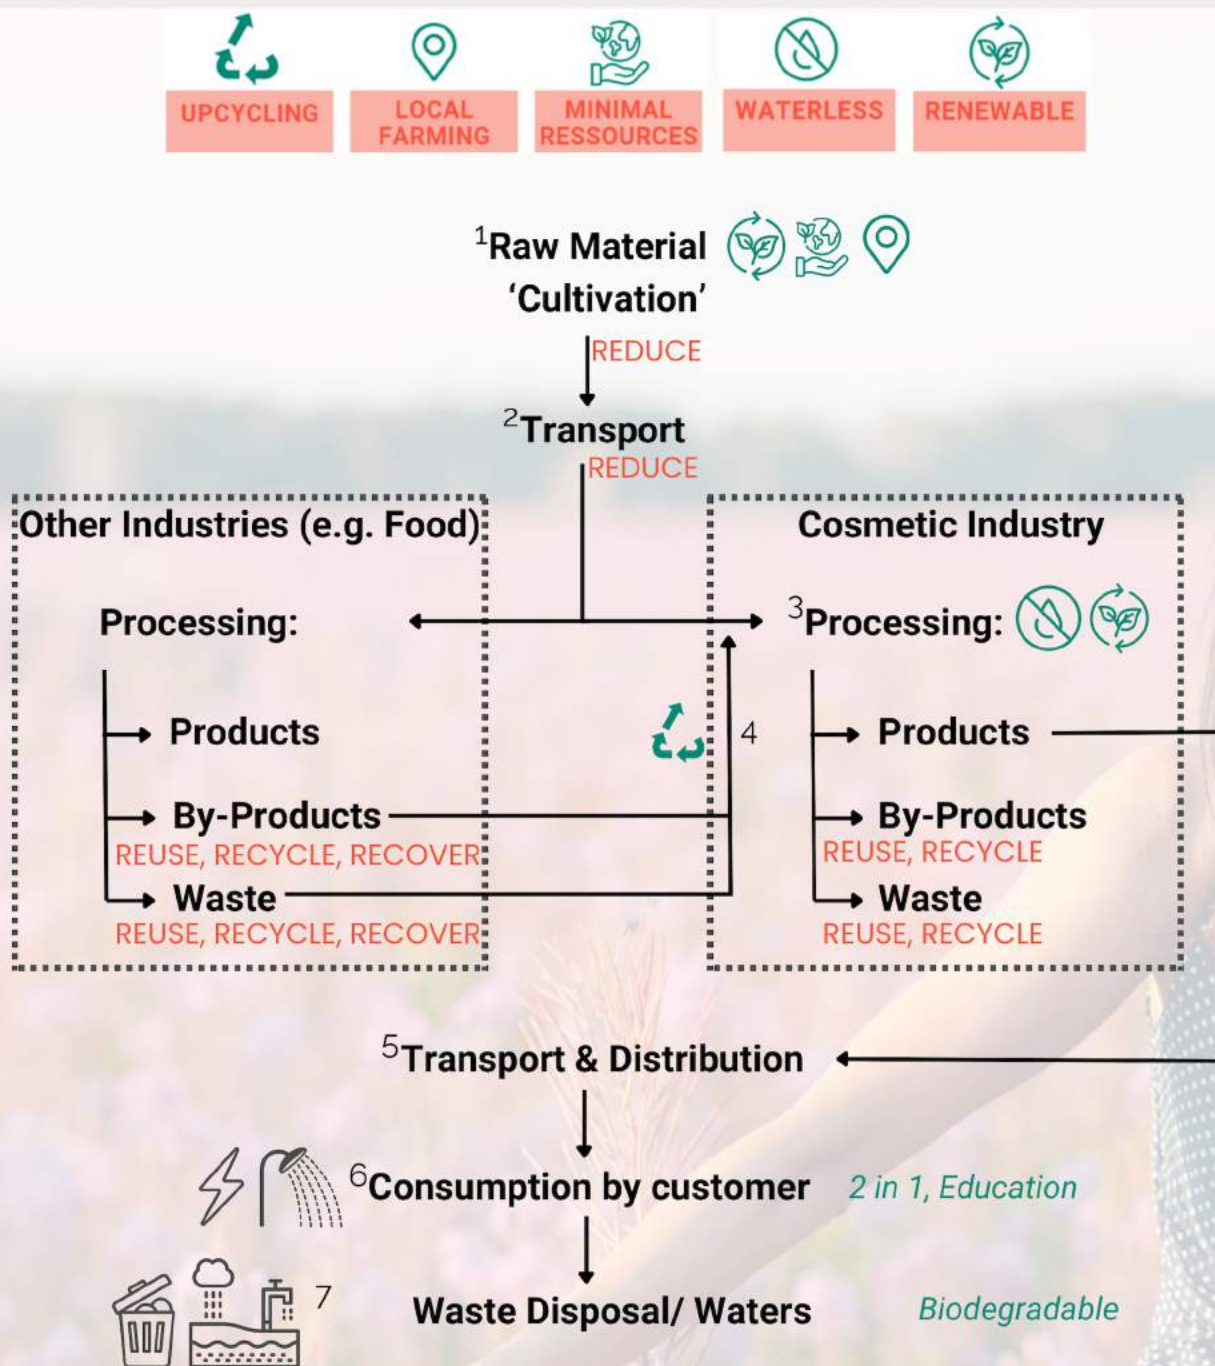 UPCYCLING
LOCAL
FARMING
MINIMAL
RESSOURCES
WATERLESS
RENEWABLE
1Raw Material
‘Cultivation’
REDUCE
2Transport
REDUCE
Other Industries (e.g. Food)
Processing:
Products
By-Products
REUSE, RECYCLE, RECOVER
Waste
REUSE, RECYCLE, RECOVER
4
Cosmetic Industry
3Processing:
Products
By-Products
REUSE, RECYCLE
Waste
REUSE, RECYCLE
5Transport & Distribution
6Consumption by customer
2 in 1, Education
7
Waste Disposal/ Waters
Biodegradable